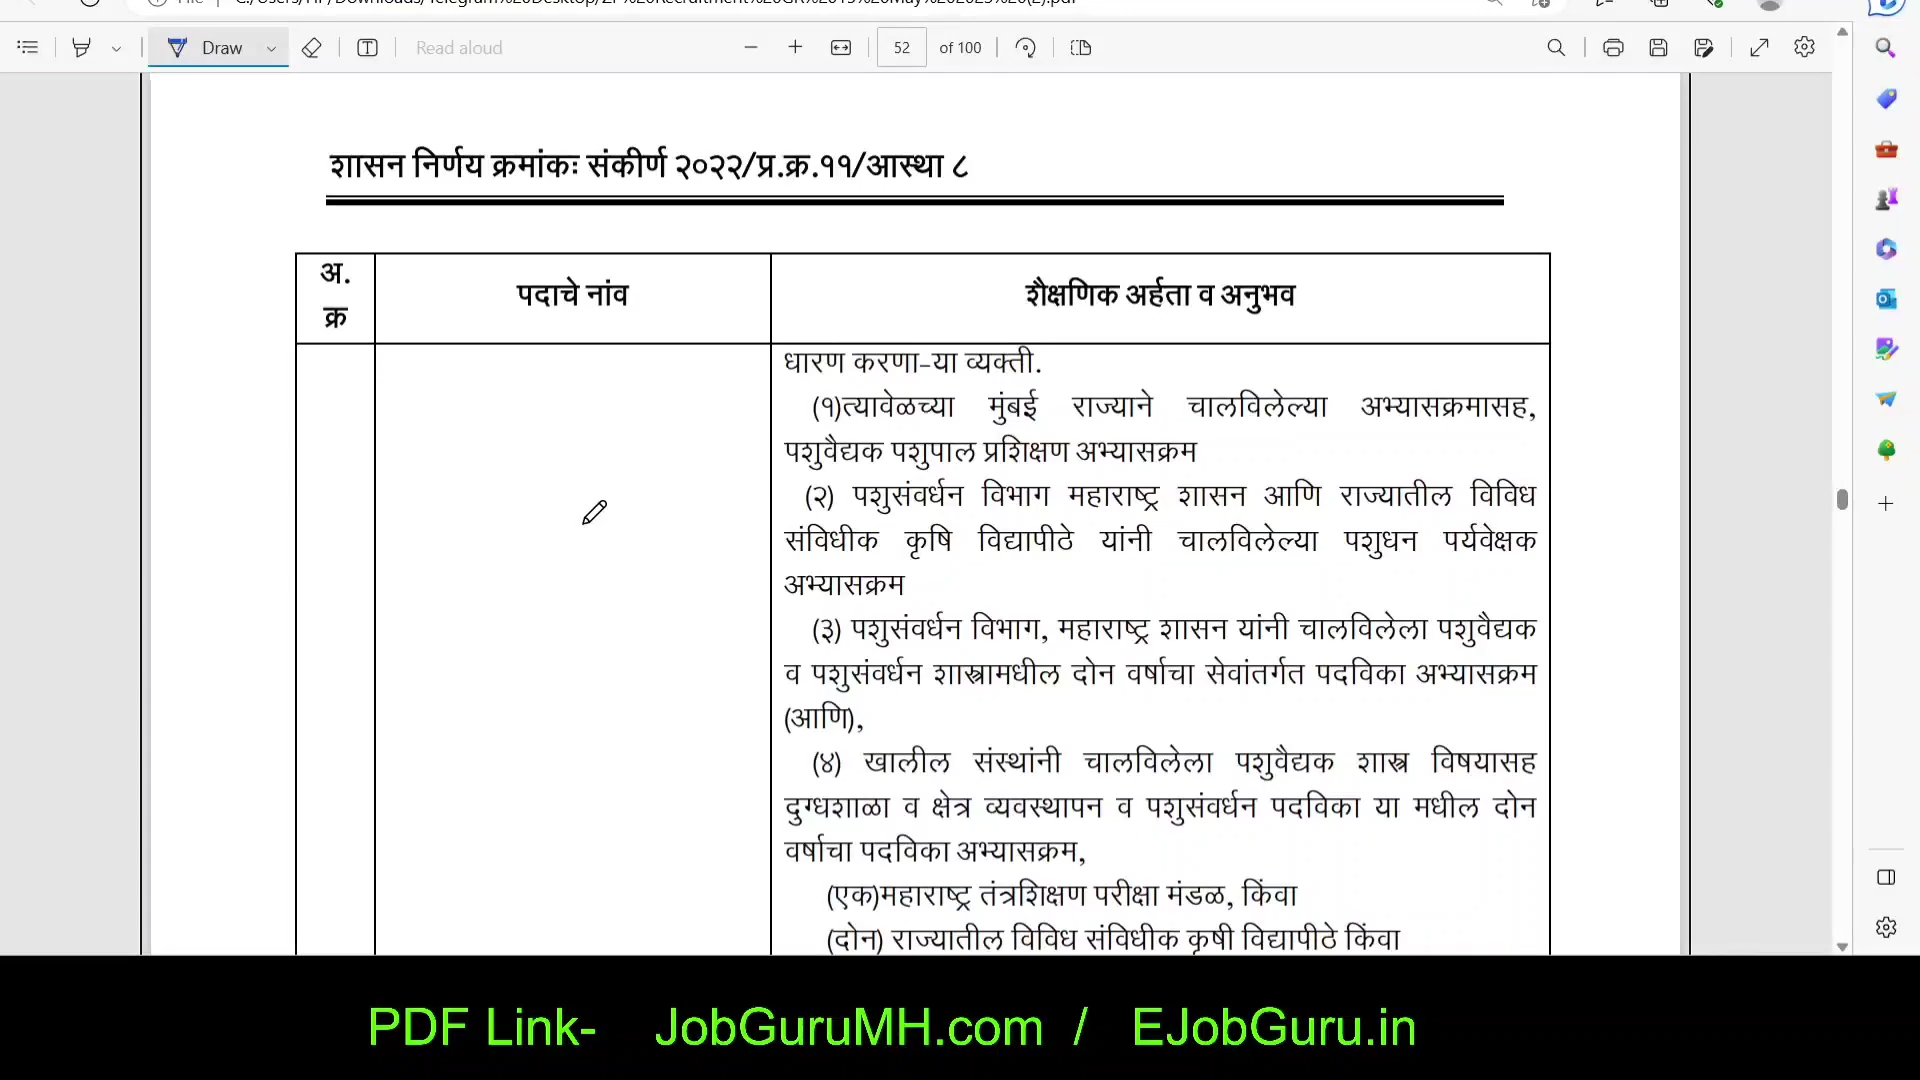 Draw
Read aloud
52 of 100
शासन निर्णय क्रमांकः संकीर्ण २०२२/प्र.क्र.११/आस्था ८
अ.
क्र
पदाचे नांव
शैक्षणिक अर्हता व अनुभव
धारण करणा-या व्यक्ती.
(१)त्यावेळच्या मुंबई राज्याने चालविलेल्या अभ्यासक्रमासह,
पशुवैद्यक पशुपाल प्रशिक्षण अभ्यासक्रम
(२) पशुसंवर्धन विभाग महाराष्ट्र शासन आणि राज्यातील विविध
संविधीक कृषि विद्यापीठे यांनी चालविलेल्या पशुधन पर्यवेक्षक
अभ्यासक्रम
(३) पशुसंवर्धन विभाग, महाराष्ट्र शासन यांनी चालविलेला पशुवैद्यक
व पशुसंवर्धन शास्त्रामधील दोन वर्षाचा सेवांतर्गत पदविका अभ्यासक्रम
(आणि),
(४) खालील संस्थांनी चालविलेला पशुवैद्यक शास्त्र विषयासह
दुग्धशाळा व क्षेत्र व्यवस्थापन व पशुसंवर्धन पदविका या मधील दोन
वर्षाचा पदविका अभ्यासक्रम,
(एक)महाराष्ट्र तंत्रशिक्षण परीक्षा मंडळ, किंवा
(दोन) राज्यातील विविध संविधीक कृषी विद्यापीठे किंवा
PDF Link- JobGuruMH.com / EJobGuru.in